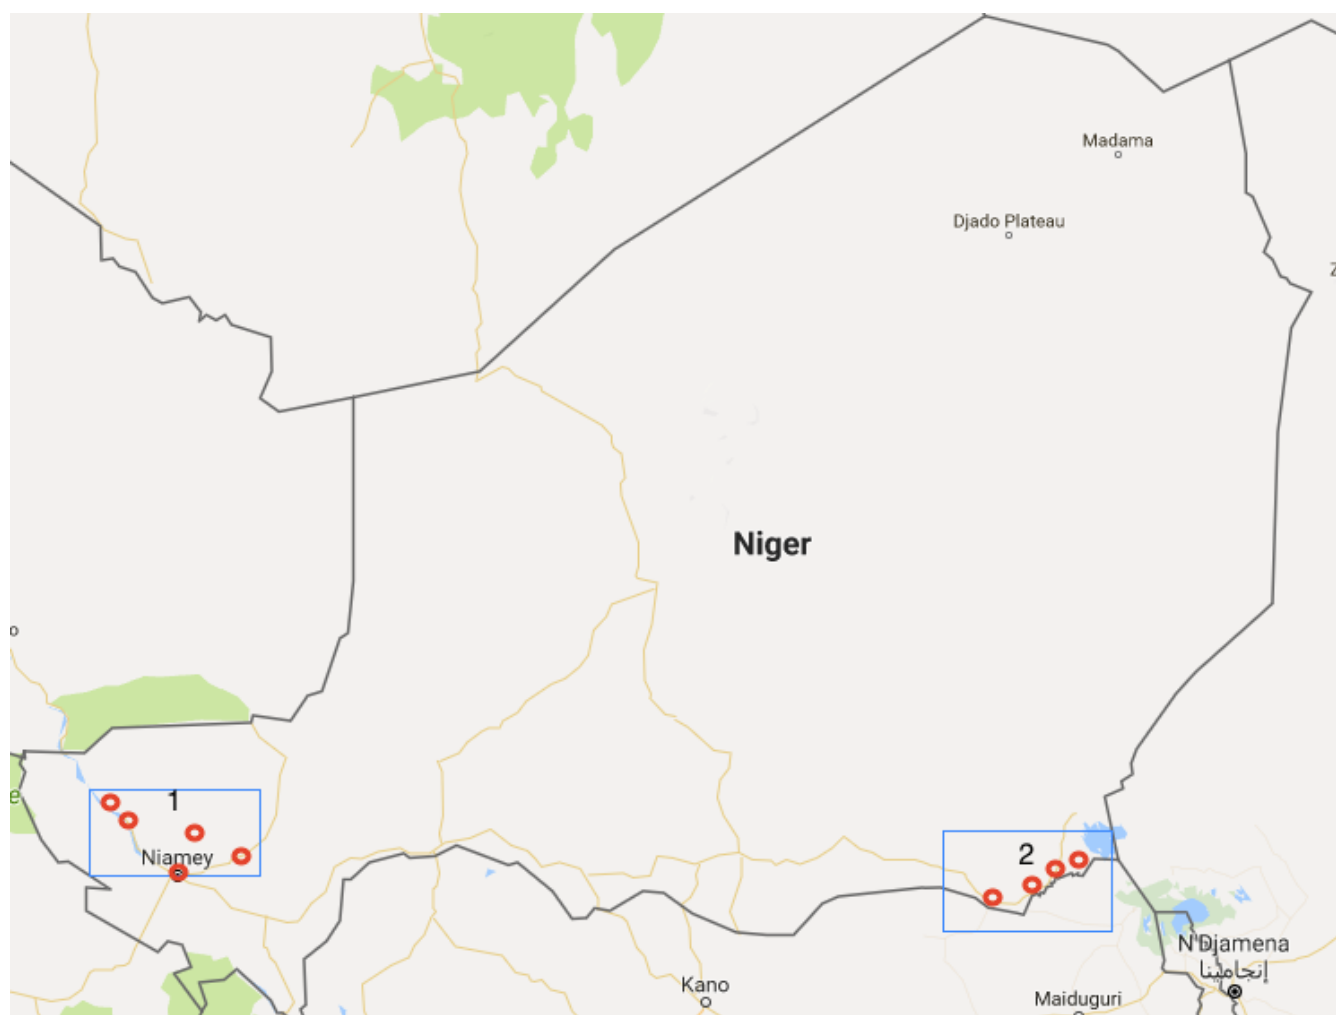 Madama
Djado Plateau
Z
Niger
o
e
1
Niamey
2
N'Djamena
إنجامينا
Kano
Maiduguri